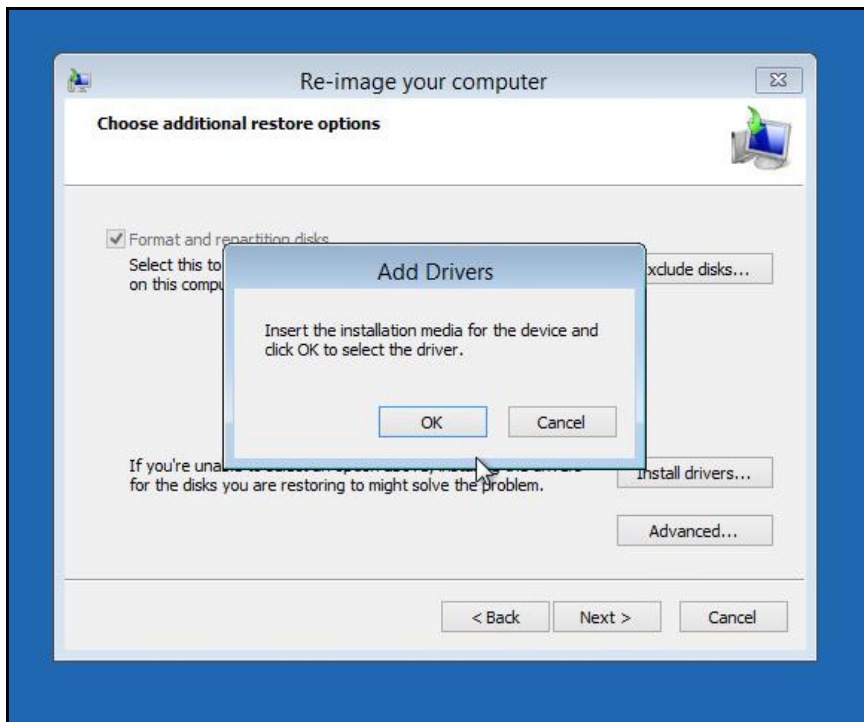 Re-image your computer
Choose additional restore options
Format and repartition disks
Select this to
on this
xclude disks...
Add Drivers
Insert the installation media for the device and
click OK to select the driver.
OK
Cancel
If you're
for the disks you are restoring to might solve the problem.
Install drivers...
Advanced...
< Back
Next >
Cancel